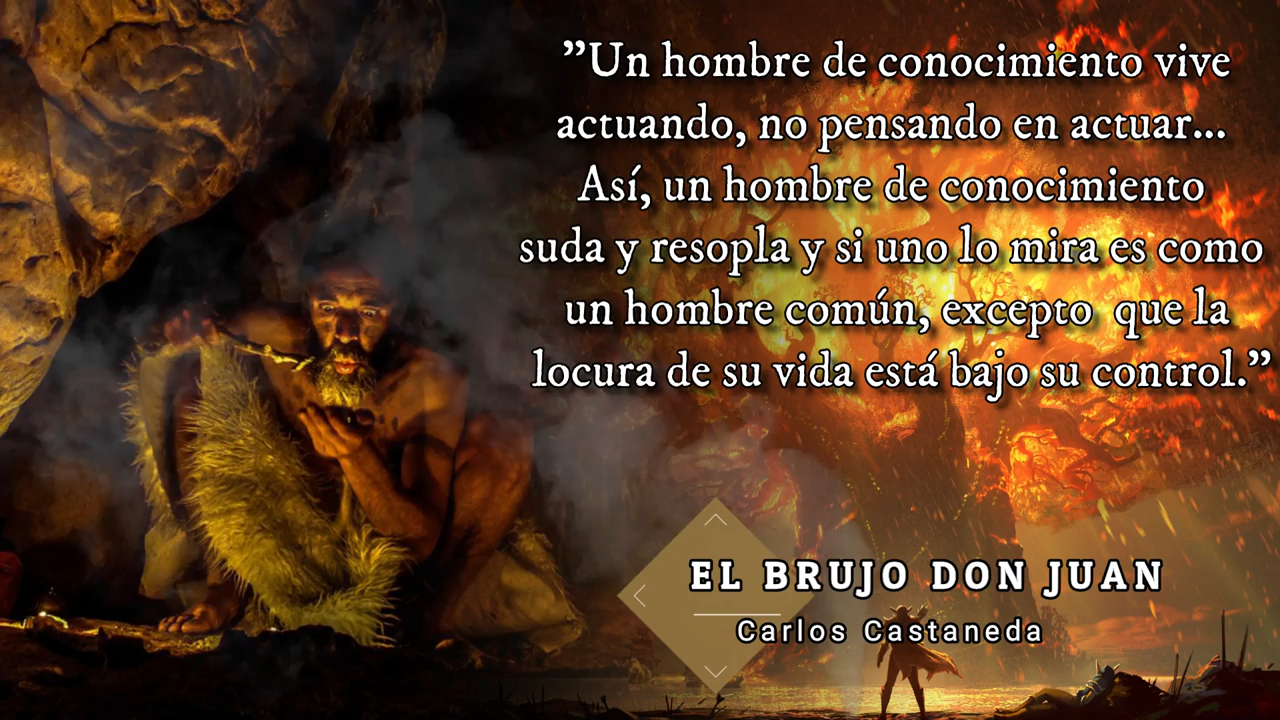 ”Un hombre de conocimiento vive
actuando, no pensando en actuar...
Así, un hombre de conocimiento
suda y resopla y si uno lo mira es como
un hombre común, excepto que la
locura de su vida está bajo su control.”
EL BRUJO DON JUAN
Carlos Castaneda